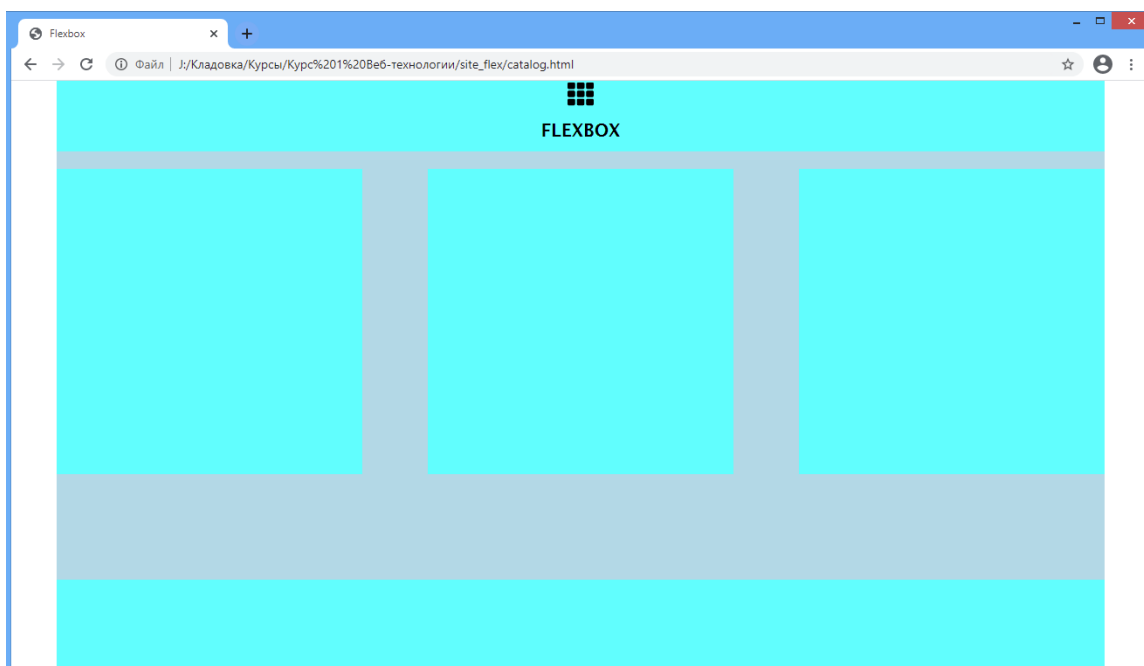 Flexbox
Файл | J:/Кладовка/Курсы/Курс%201%20Веб-технологии/site_flex/catalog.html
FLEXBOX